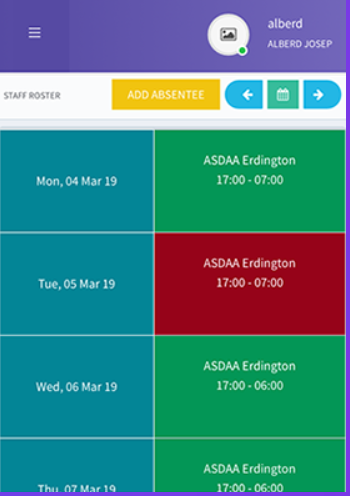 alberd
ALBERD JOSEP
STAFF ROSTER
ADD ABSENTEE
Mon, 04 Mar 19
ASDAA Erdington
17:00 - 07:00
Tue, 05 Mar 19
ASDAA Erdington
17:00 - 07:00
Wed, 06 Mar 19
ASDAA Erdington
17:00 - 06:00
Thu, 07 Mar 19
ASDAA Erdington
17:00 - 06:00